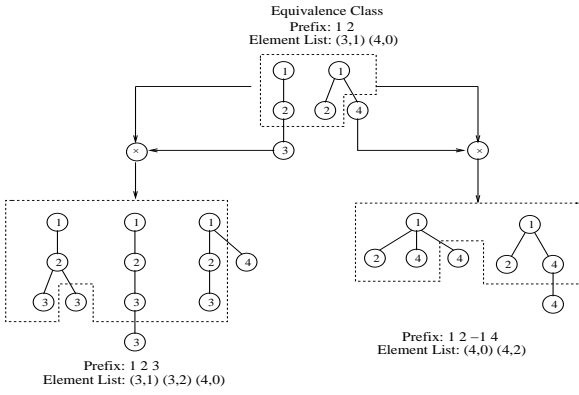 Equivalence Class
Prefix: 1 2
Element List: (3,1) (4,0)
1 1
2 2 4
× 3 ×
1 1 1
2 2 2 4
3 3 3 3
3
1 1
2 4 4 2 4
4
Prefix: 1 2 3
Element List: (3,1) (3,2) (4,0)
Prefix: 1 2 −1 4
Element List: (4,0) (4,2)